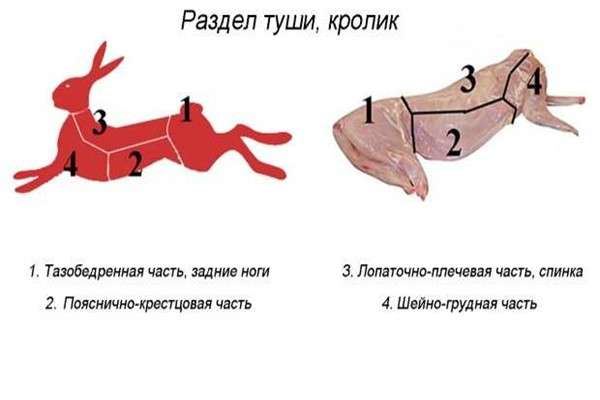 Раздел туши, кролик
1
3
4
2
1
3
4
2
1. Тазобедренная часть, задние ноги
2. Пояснично-крестцовая часть
3. Лопаточно-плечевая часть, спинка
4. Шейно-грудная часть